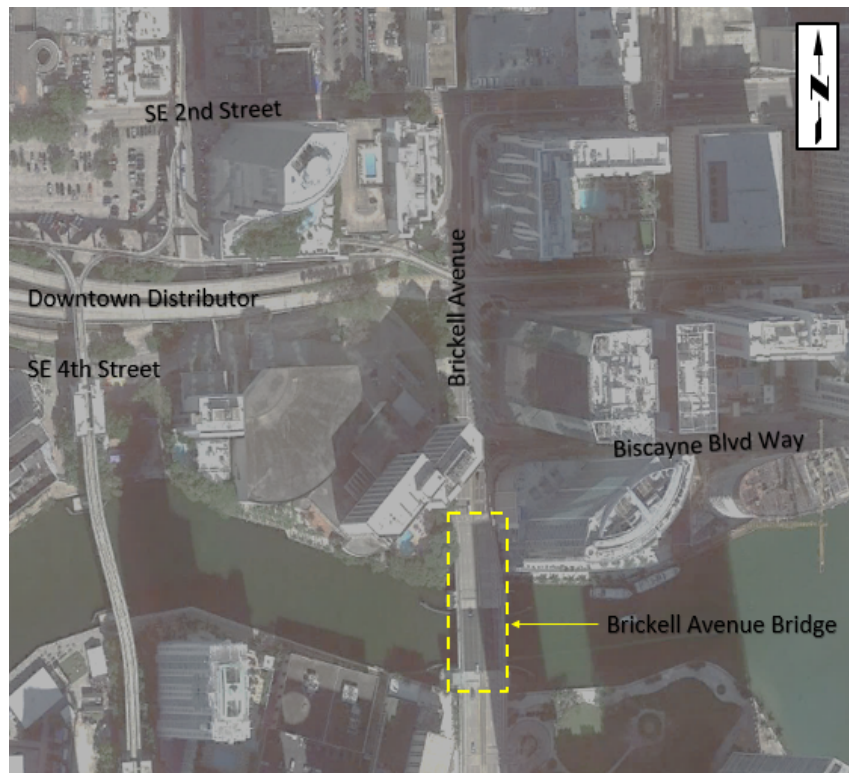 SE 2nd Street
N
Brickell Avenue
Downtown Distributor
SE 4th Street
Biscayne Blvd Way
Brickell Avenue Bridge